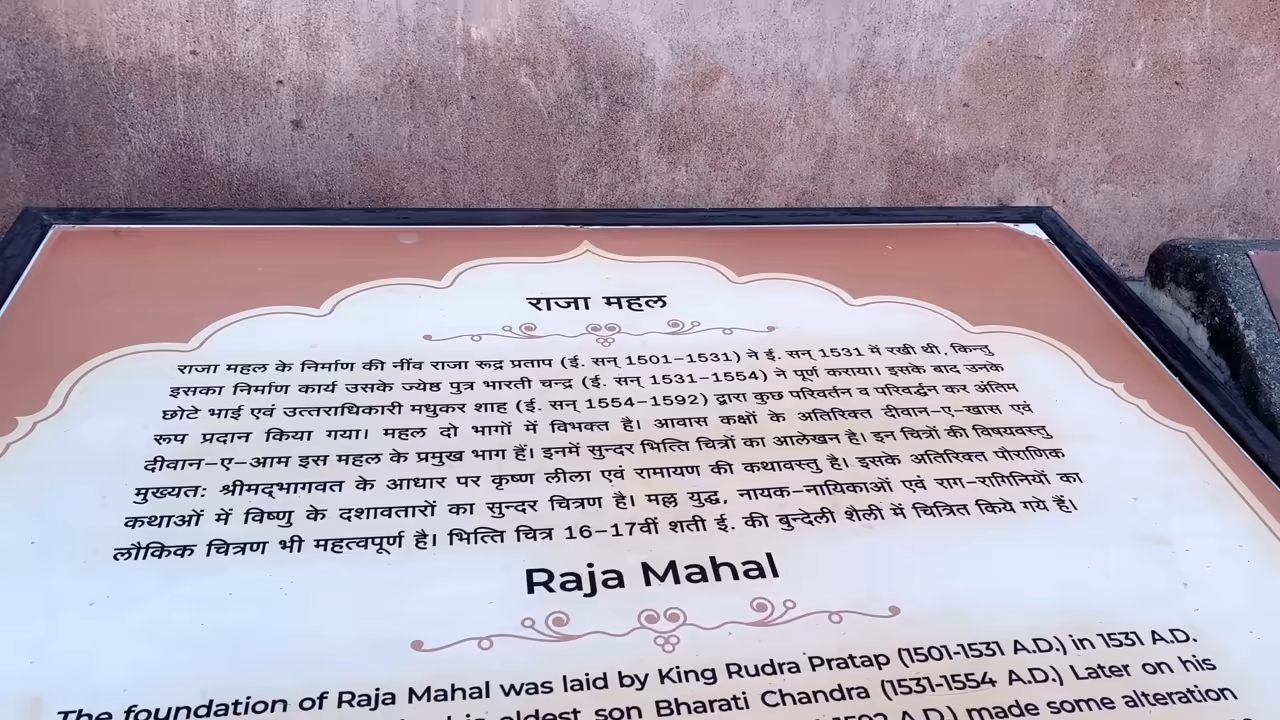 राजा महल
राजा महल के निर्माण की नींव राजा रूद्र प्रताप (ई. सन् 1501-1531) ने ई. सन् 1531 में रखी थी, किन्तु
इसका निर्माण कार्य उसके ज्येष्ठ पुत्र भारती चन्द्र (ई. सन् 1531-1554) ने पूर्ण कराया। इसके बाद उनके
छोटे भाई एवं उत्तराधिकारी मधुकर शाह (ई. सन् 1554-1592) द्वारा कुछ परिवर्तन व परिवर्द्धन कर अंतिम
रूप प्रदान किया गया। महल दो भागों में विभक्त है। आवास कक्षों के अतिरिक्त दीवान-ए-खास एवं
दीवान-ए-आम इस महल के प्रमुख भाग हैं। इनमें सुन्दर भित्ति चित्रों का आलेखन है। इन चित्रों की विषयवस्तु
मुख्यत: श्रीमद्भागवत के आधार पर कृष्ण लीला एवं रामायण की कथावस्तु है। इसके अतिरिक्त पौराणिक
कथाओं में विष्णु के दशावतारों का सुन्दर चित्रण है। मल्ल युद्ध, नायक-नायिकाओं एवं राग-रागिनियों का
लौकिक चित्रण भी महत्वपूर्ण है। भित्ति चित्र 16-17वीं शती ई. की बुन्देली शैली में चित्रित किये गये हैं।
Raja Mahal
The foundation of Raja Mahal was laid by King Rudra Pratap (1501-1531 A.D.) in 1531 A.D.
oldest son Bharati Chandra (1531-1554 A.D.) Later on his
A.D.) made some alteration